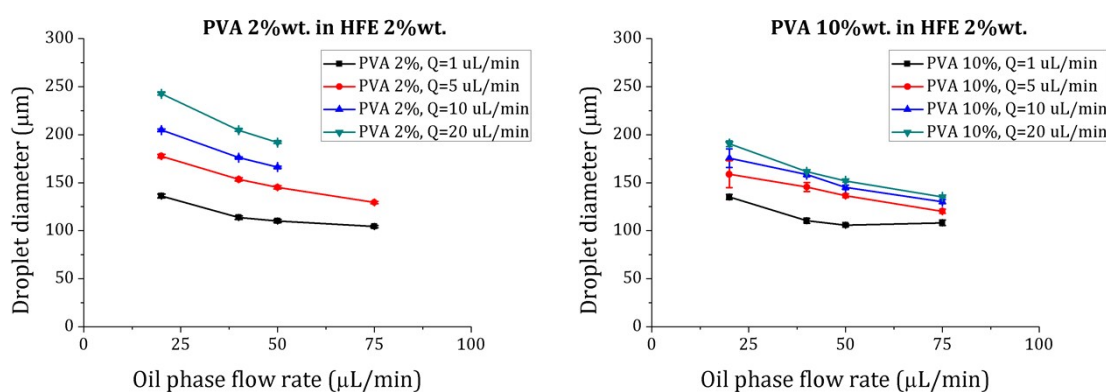 PVA 2%wt. in HFE 2%wt.
300
250
200
150
100
50
0
Droplet diameter (μm)
PVA 2%, Q=1 uL/min
PVA 2%, Q=5 uL/min
PVA 2%, Q=10 uL/min
PVA 2%, Q=20 uL/min
0 25 50 75 100
Oil phase flow rate (μL/min)
PVA 10%wt. in HFE 2%wt.
300
250
200
150
100
50
0
Droplet diameter (μm)
PVA 10%, Q=1 uL/min
PVA 10%, Q=5 uL/min
PVA 10%, Q=10 uL/min
PVA 10%, Q=20 uL/min
0 25 50 75 100
Oil phase flow rate (μL/min)